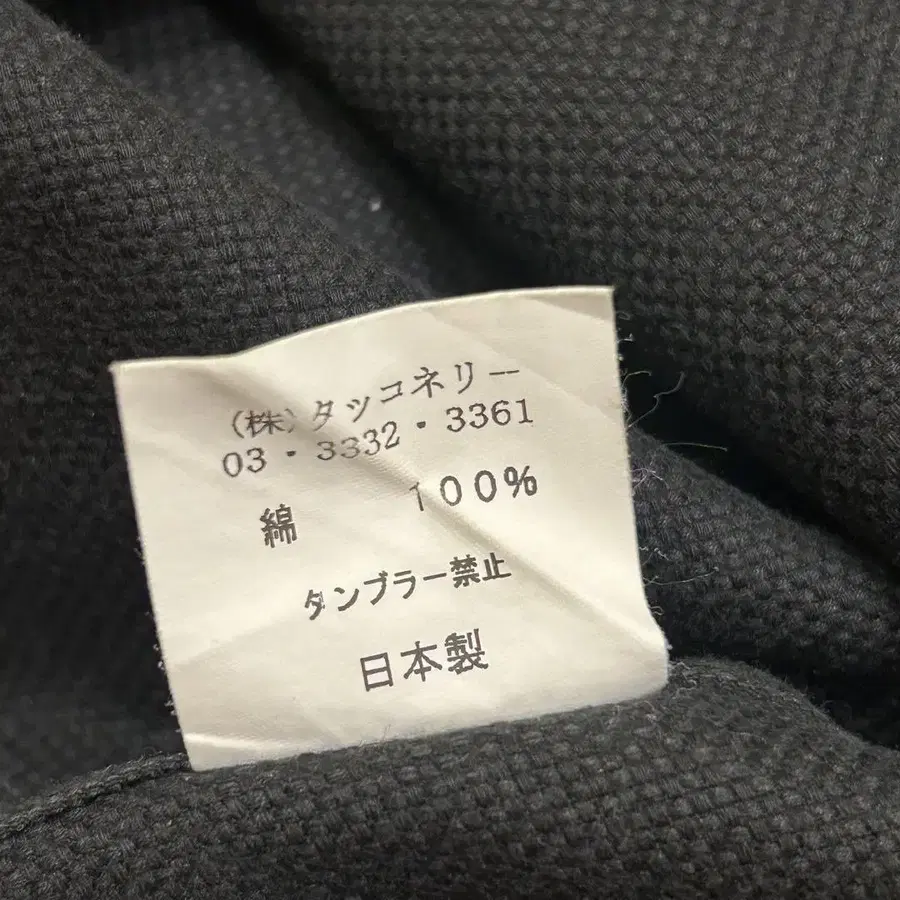 (株)タッコネリー
03・3332・3361
綿 100%
タンブラー禁止
日本製